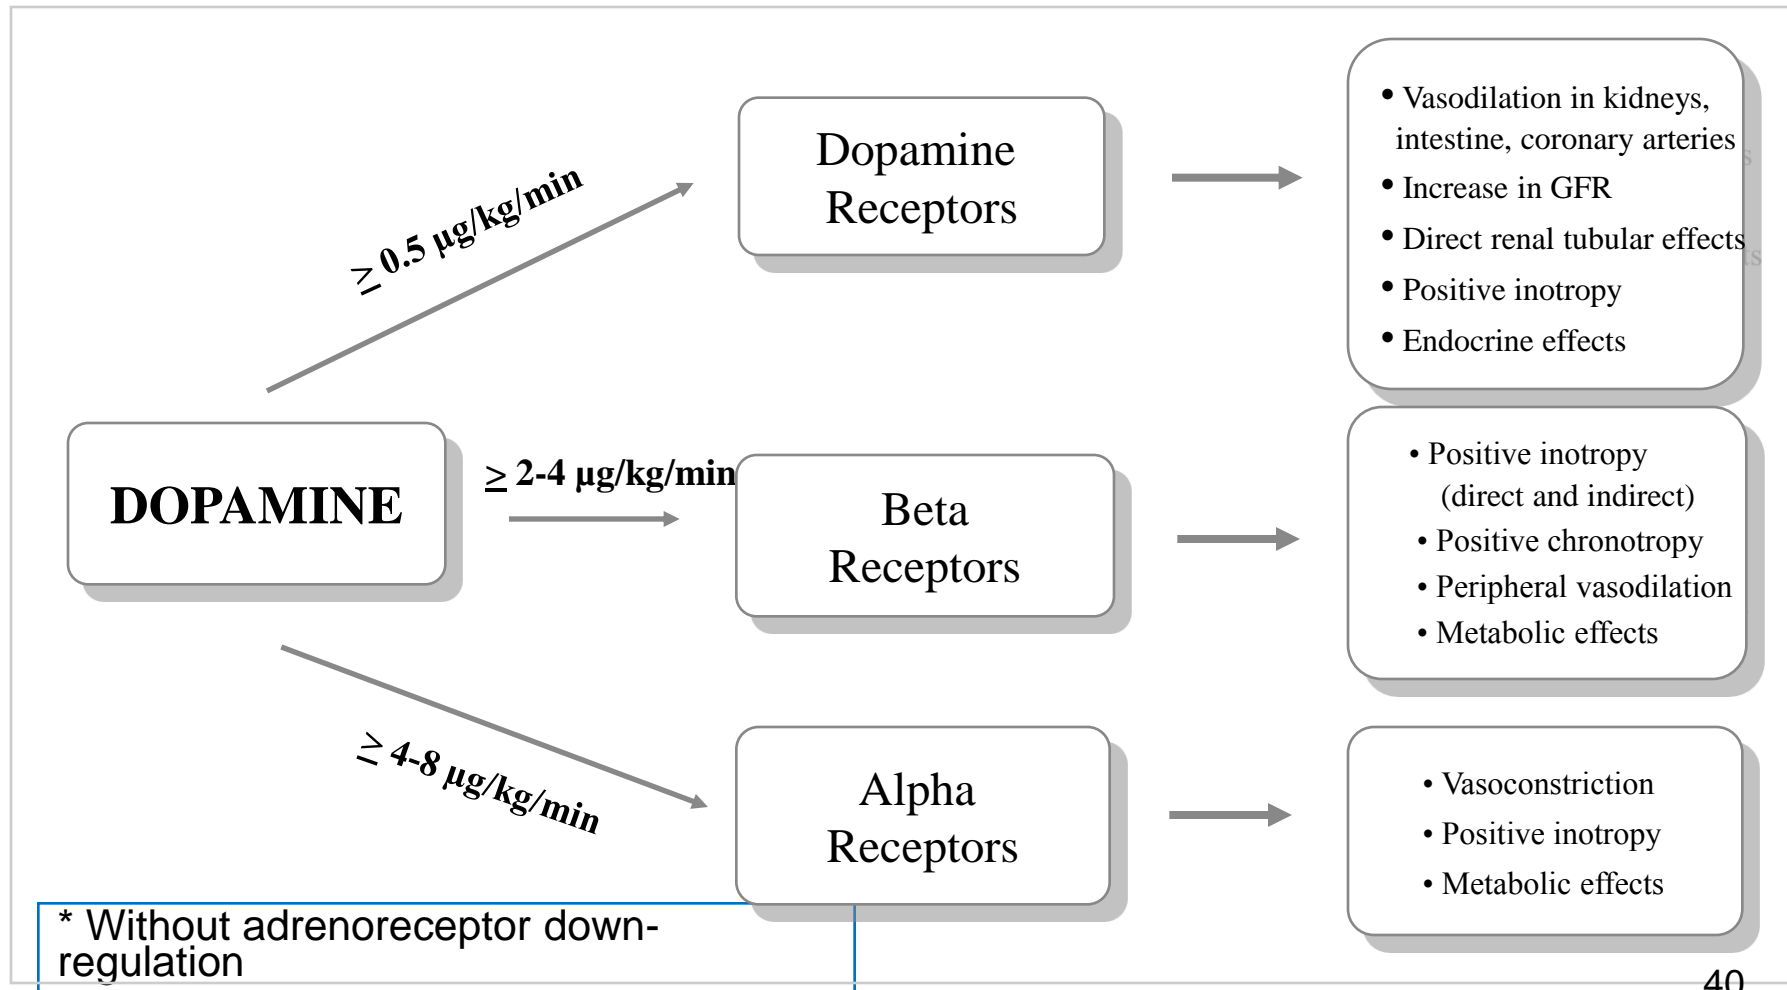 ≥ 0.5 µg/kg/min
Dopamine
Receptors
• Vasodilation in kidneys,
intestine, coronary arteries
• Increase in GFR
• Direct renal tubular effects
• Positive inotropy
• Endocrine effects
DOPAMINE
≥ 2-4 µg/kg/min
Beta
Receptors
• Positive inotropy
(direct and indirect)
• Positive chronotropy
• Peripheral vasodilation
• Metabolic effects
≥ 4-8 µg/kg/min
Alpha
Receptors
• Vasoconstriction
• Positive inotropy
• Metabolic effects
* Without adrenoreceptor down-
regulation
40